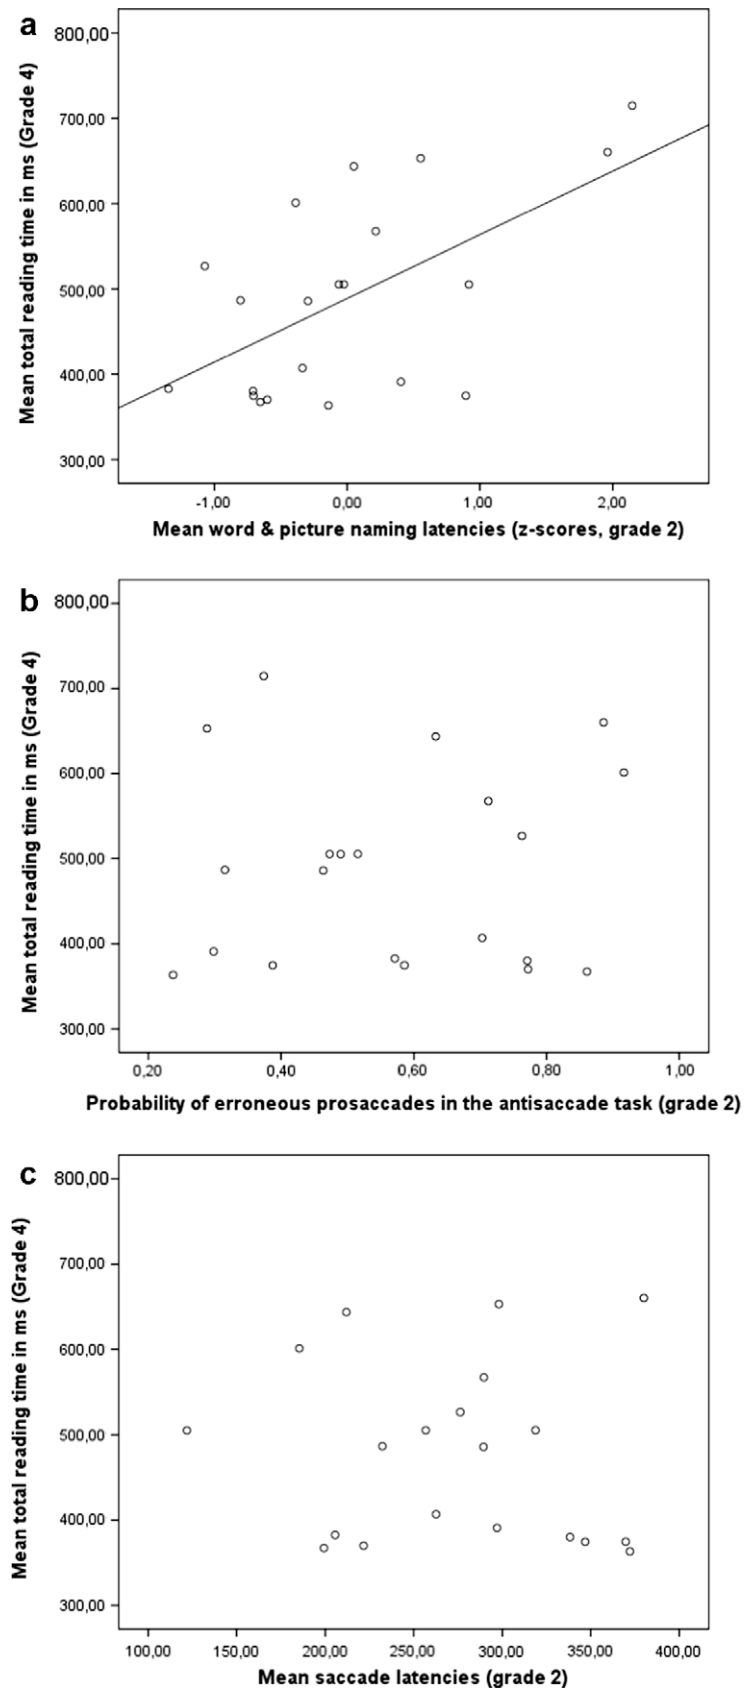 a
800,00
700,00
600,00
500,00
400,00
300,00
Mean total reading time in ms (Grade 4)
-1,00 0,00 1,00 2,00
Mean word & picture naming latencies (z-scores, grade 2)
b
800,00
700,00
600,00
500,00
400,00
300,00
Mean total reading time in ms (Grade 4)
0,20 0,40 0,60 0,80 1,00
Probability of erroneous prosaccades in the antisaccade task (grade 2)
c
800,00
700,00
600,00
500,00
400,00
300,00
Mean total reading time in ms (Grade 4)
100,00 150,00 200,00 250,00 300,00 350,00 400,00
Mean saccade latencies (grade 2)